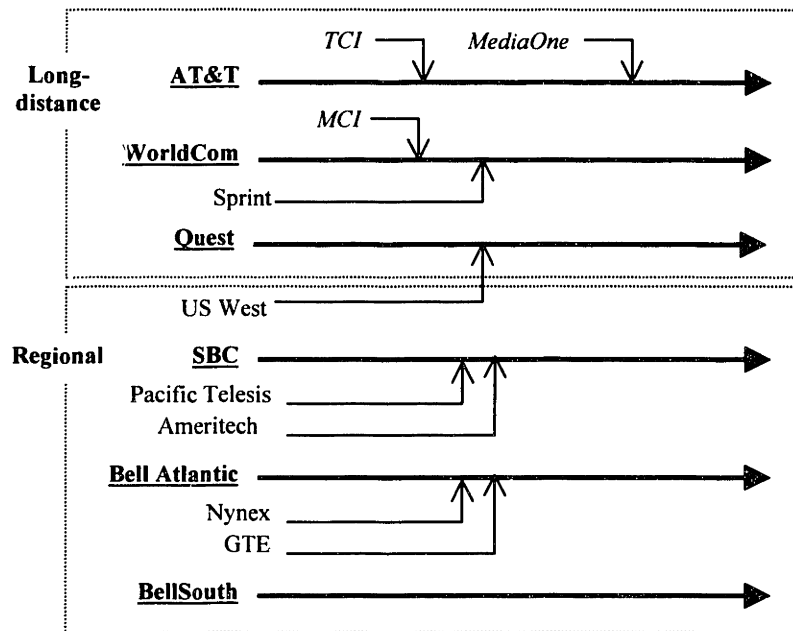 TCI
MediaOne
Long-
distance
AT&T
MCI
WorldCom
Sprint
Quest
US West
Regional
SBC
Pacific Telesis
Ameritech
Bell Atlantic
Nynex
GTE
BellSouth